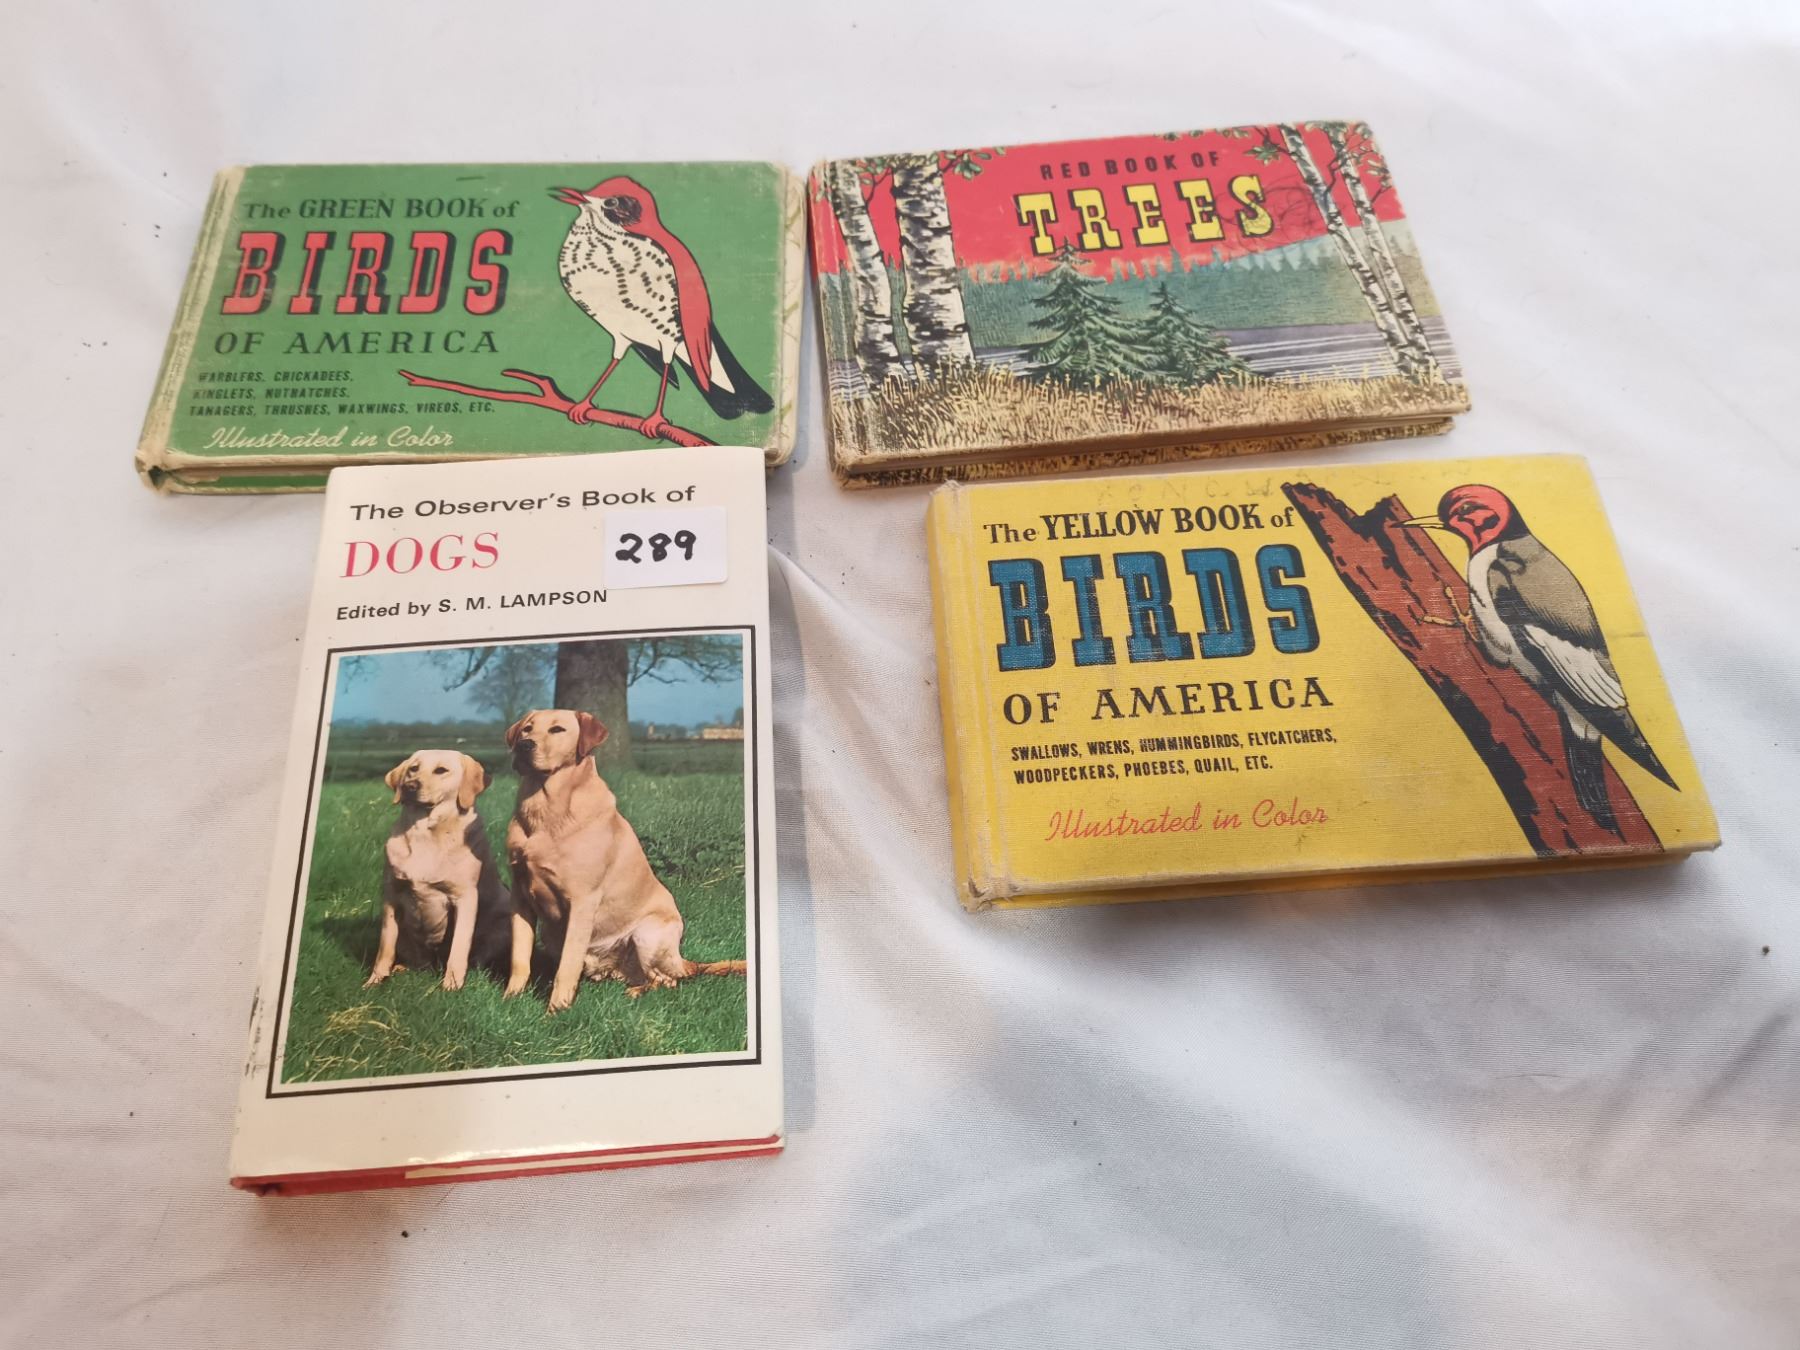 The GREEN BOOK of
BIRDS
OF AMERICA
WARBLERS, CHICKADEES,
KINGLETS, NUTHATCHES,
TANAGERS, THRUSHES, WAXWINGS, VIREOS, ETC.
Illustrated in Color
RED BOOK OF
TREES
The Observer's Book of
DOGS
289
Edited by S. M. LAMPSON
The YELLOW BOOK of
BIRDS
OF AMERICA
SWALLOWS, WRENS, HUMMINGBIRDS, FLYCATCHERS,
WOODPECKERS, PHOEBES, QUAIL, ETC.
Illustrated in Color